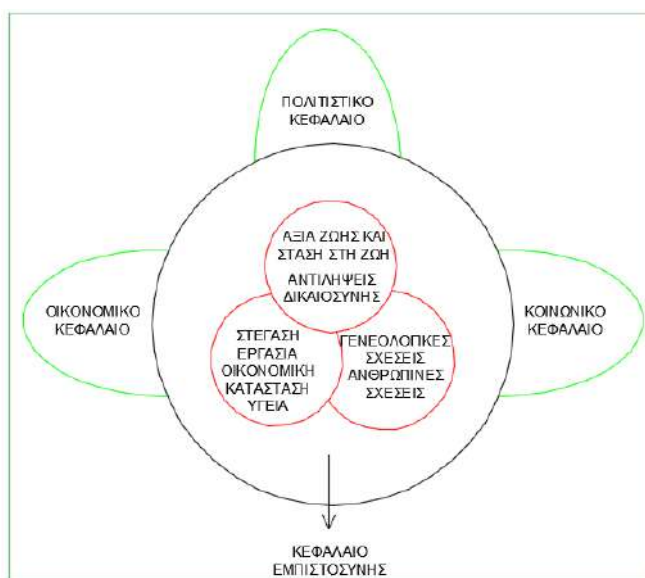 ΠΟΛΙΤΙΣΤΙΚΟ
ΚΕΦΑΛΑΙΟ
ΑΞΙΑ ΖΩΗΣ ΚΑΙ
ΣΤΑΣΗ ΣΤΗ ΖΩΗ
ΑΝΤΙΛΗΨΕΙΣ
ΔΙΚΑΙΟΣΥΝΗΣ
ΟΙΚΟΝΟΜΙΚΟ
ΚΕΦΑΛΑΙΟ
ΚΟΙΝΩΝΙΚΟ
ΚΕΦΑΛΑΙΟ
ΣΤΕΓΑΣΗ
ΕΡΓΑΣΙΑ
ΟΙΚΟΝΟΜΙΚΗ
ΚΑΤΑΣΤΑΣΗ
ΥΓΕΙΑ
ΓΕΝΕΟΛΟΓΙΚΕΣ
ΣΧΕΣΕΙΣ
ΑΝΘΡΩΠΙΝΕΣ
ΣΧΕΣΕΙΣ
ΚΕΦΑΛΑΙΟ
ΕΜΠΙΣΤΟΣΥΝΗΣ